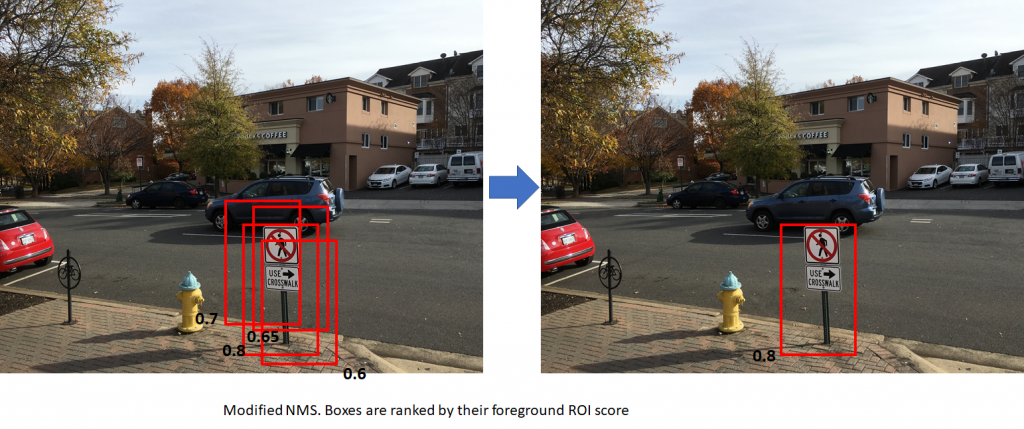 COFFEE
USE
CROSSWALK
0.7
0.65
0.8
0.6
COFFEE
USE
CROSSWALK
0.8
Modified NMS. Boxes are ranked by their foreground ROI score